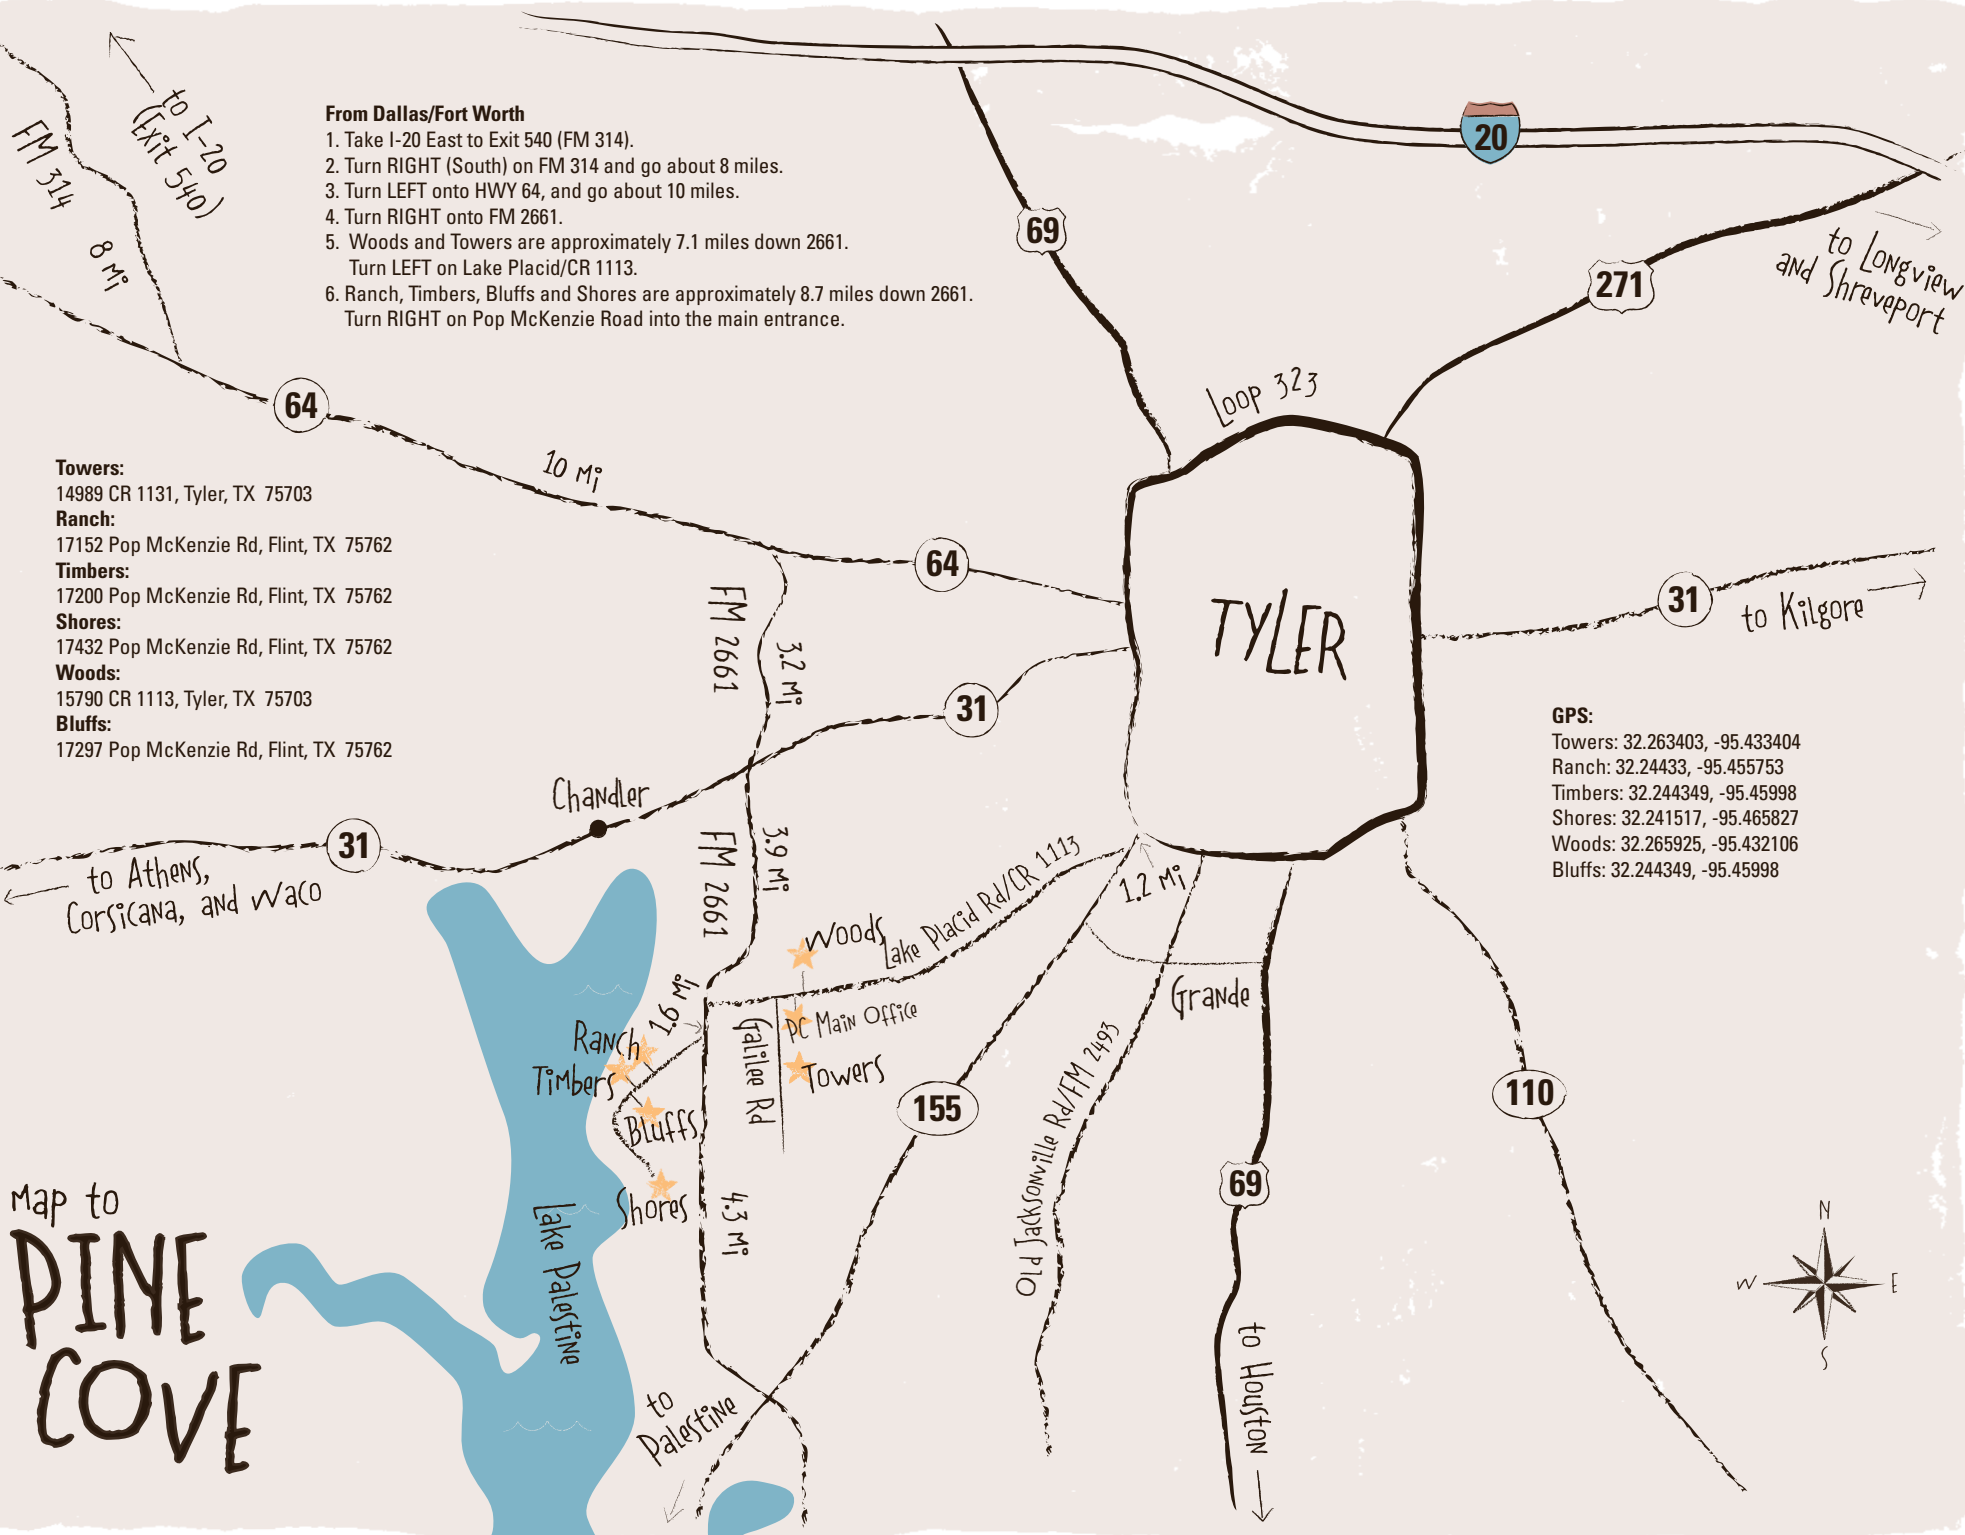 to I-20
(Exit 540)
FM 314
8 Mi
From Dallas/Fort Worth
1. Take I-20 East to Exit 540 (FM 314).
2. Turn RIGHT (South) on FM 314 and go about 8 miles.
3. Turn LEFT onto HWY 64, and go about 10 miles.
4. Turn RIGHT onto FM 2661.
5. Woods and Towers are approximately 7.1 miles down 2661.
Turn LEFT on Lake Placid/CR 1113.
6. Ranch, Timbers, Bluffs and Shores are approximately 8.7 miles down 2661.
Turn RIGHT on Pop McKenzie Road into the main entrance.
20
69
271
to Longview
and Shreveport
Loop 323
64
10 Mi
Towers:
14989 CR 1131, Tyler, TX 75703
Ranch:
17152 Pop McKenzie Rd, Flint, TX 75762
Timbers:
17200 Pop McKenzie Rd, Flint, TX 75762
Shores:
17432 Pop McKenzie Rd, Flint, TX 75762
Woods:
15790 CR 1113, Tyler, TX 75703
Bluffs:
17297 Pop McKenzie Rd, Flint, TX 75762
64
FM 2661
3.2 Mi
TYLER
31
to Kilgore
31
GPS:
Towers: 32.263403, -95.433404
Ranch: 32.24433, -95.455753
Timbers: 32.244349, -95.45998
Shores: 32.241517, -95.465827
Woods: 32.265925, -95.432106
Bluffs: 32.244349, -95.45998
Chandler
31
to Athens,
Corsicana, and Waco
FM 2661
3.9 Mi
Lake Placid Rd/CR 1113
1.2 Mi
Woods
1.6 Mi
Grande
PC Main Office
Ranch
Timbers
Galilee Rd
Towers
Bluffs
155
Old Jacksonville Rd/FM 2493
110
Shores
4.3 Mi
69
Lake Palestine
Map to
PINE
COVE
N
W
E
S
to
Palestine
to Houston